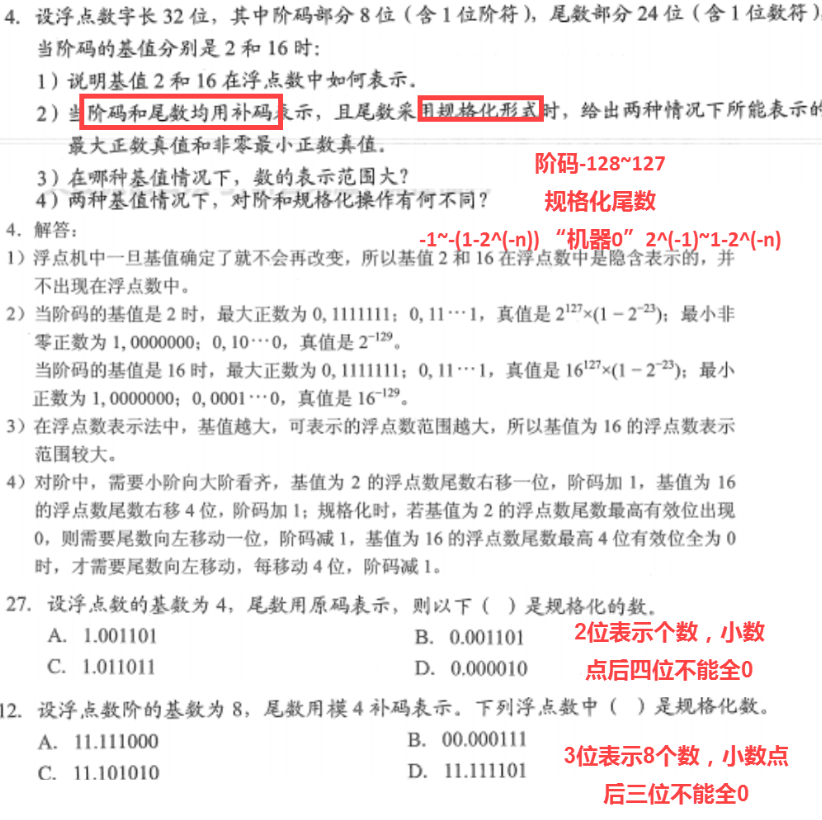 4. 设浮点数字长 32 位，其中阶码部分 8 位（含 1 位阶符），尾数部分 24 位（含 1 位数符），
当阶码的基值分别是 2 和 16 时：
1）说明基值 2 和 16 在浮点数中如何表示。
2）当阶码和尾数均用补码表示，且尾数采用规格化形式时，给出两种情况下所能表示的
最大正数真值和非零最小正数真值。
阶码-128~127
3）在哪种基值情况下，数的表示范围大？
4）两种基值情况下，对阶和规格化操作有何不同？
规格化尾数
4．解答：
-1~-(1-2^(-n)) “机器0” 2^(-1)~1-2^(-n)
1）浮点机中一旦基值确定了就不会再改变，所以基值 2 和 16 在浮点数中是隐含表示的，并
不出现在浮点数中。
2）当阶码的基值是 2 时，最大正数为 0, 1111111；0, 11⋯1，真值是 2¹²⁷×(1－2⁻²³)；最小非
零正数为 1, 0000000；0, 10⋯0，真值是 2⁻¹²⁹。
当阶码的基值是 16 时，最大正数为 0, 1111111；0, 11⋯1，真值是 16¹²⁷×(1－2⁻²³)；最小
正数为 1, 0000000；0, 0001⋯0，真值是 16⁻¹²⁹。
3）在浮点数表示法中，基值越大，可表示的浮点数范围越大，所以基值为 16 的浮点数表示
范围较大。
4）对阶中，需要小阶向大阶看齐，基值为 2 的浮点数尾数右移一位，阶码加 1，基值为 16
的浮点数尾数右移 4 位，阶码加 1；规格化时，若基值为 2 的浮点数尾数最高有效位出现
0，则需要尾数向左移动一位，阶码减 1，基值为 16 的浮点数尾数最高 4 位有效位全为 0
时，才需要尾数向左移动，每移动 4 位，阶码减 1。
27. 设浮点数的基数为 4，尾数用原码表示，则以下（ ）是规格化的数。
A. 1.001101 B. 0.001101
C. 1.011011 D. 0.000010
2位表示个数，小数
点后四位不能全0
12. 设浮点数阶的基数为 8，尾数用模 4 补码表示。下列浮点数中（ ）是规格化数。
A. 11.111000 B. 00.000111
C. 11.101010 D. 11.111101
3位表示8个数，小数点
后三位不能全0